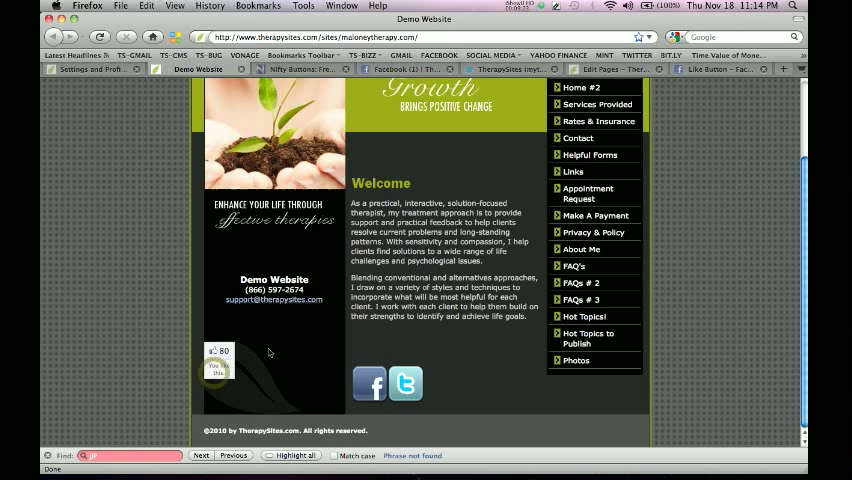 Firefox File Edit View History Bookmarks Tools Window Help (100%) Thu Nov 18 11:14 PM
Demo Website
http://www.therapysites.com/sites/maloneytherapy.com/
Google
Latest Headlines TS-GMAIL TS-CMS TS-BUG VONAGE Bookmarks Toolbar TS-BIZZ GMAIL FACEBOOK SOCIAL MEDIA YAHOO FINANCE MINT TWITTER BIT.LY Time Value of Mone...
Settings and Profi... Demo Website Nifty Buttons: Fre... Facebook (1) | The... TherapySites (myt... Edit Pages – Ther... Like Button – Fac...
Growth
BRINGS POSITIVE CHANGE
ENHANCE YOUR LIFE THROUGH
effective therapies
Demo Website
(866) 597-2674
support@therapysites.com
80
You like
this.
Welcome
As a practical, interactive, solution-focused
therapist, my treatment approach is to provide
support and practical feedback to help clients
resolve current problems and long-standing
patterns. With sensitivity and compassion, I help
clients find solutions to a wide range of life
challenges and psychological issues.
Blending conventional and alternatives approaches,
I draw on a variety of styles and techniques to
incorporate what will be most helpful for each
client. I work with each client to help them build on
their strengths to identify and achieve life goals.
Home #2
Services Provided
Rates & Insurance
Contact
Helpful Forms
Links
Appointment
Request
Make A Payment
Privacy & Policy
About Me
FAQ's
FAQs # 2
FAQs # 3
Hot Topics!
Hot Topics to
Publish
Photos
©2010 by TherapySites.com. All rights reserved.
Find: Next Previous Highlight all Match case Phrase not found
Done